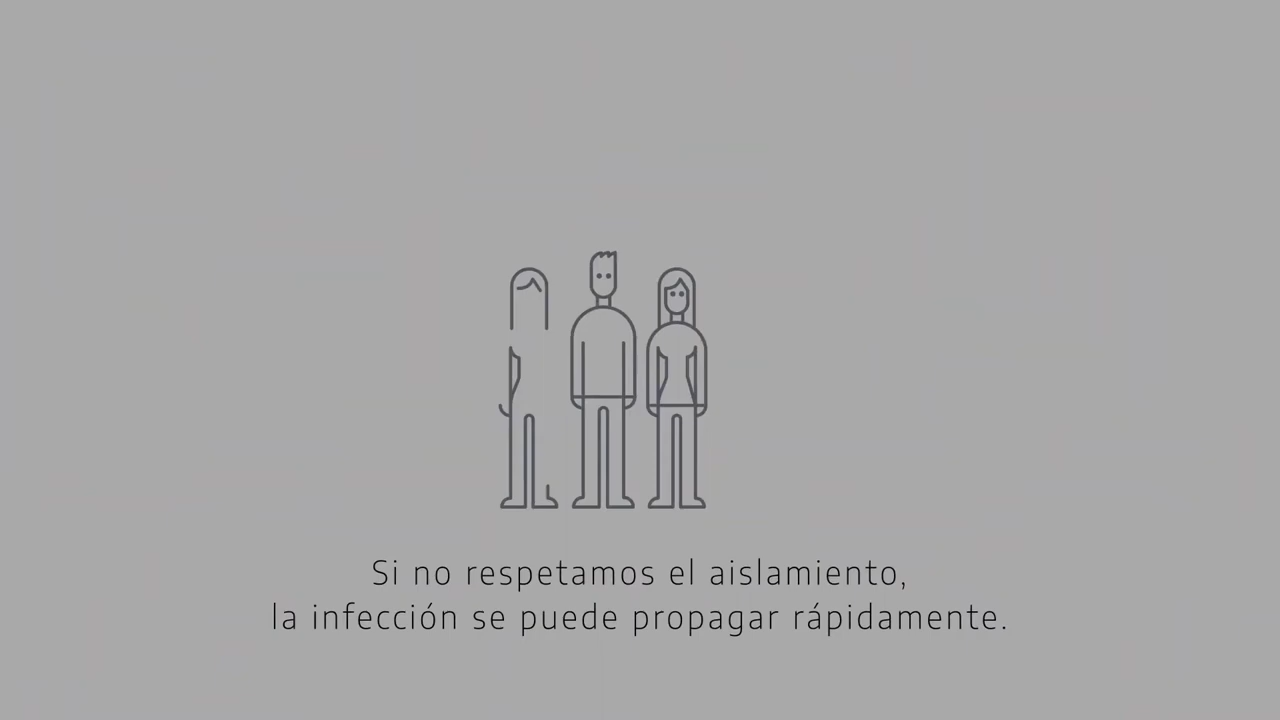 Si no respetamos el aislamiento,
la infección se puede propagar rápidamente.